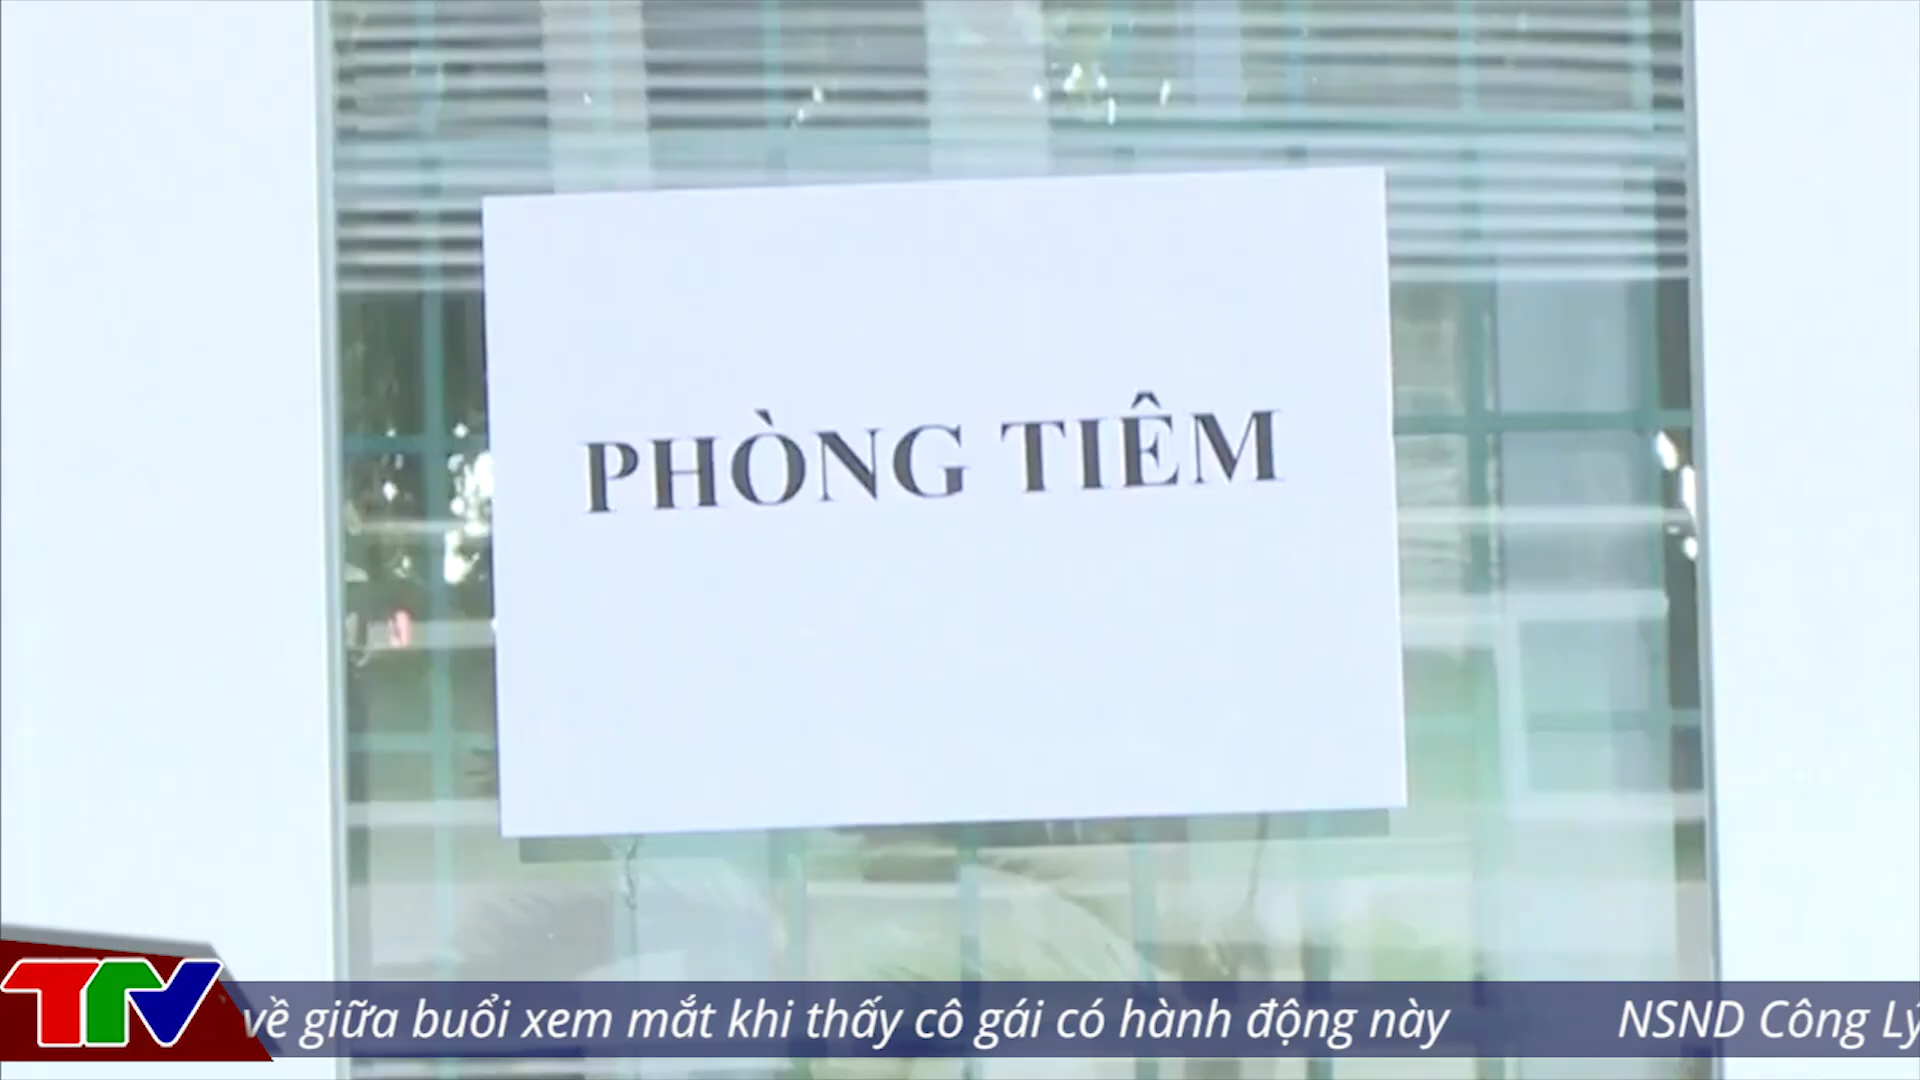 PHÒNG TIÊM
TTV
về giữa buổi xem mắt khi thấy cô gái có hành động này NSND Công Lý